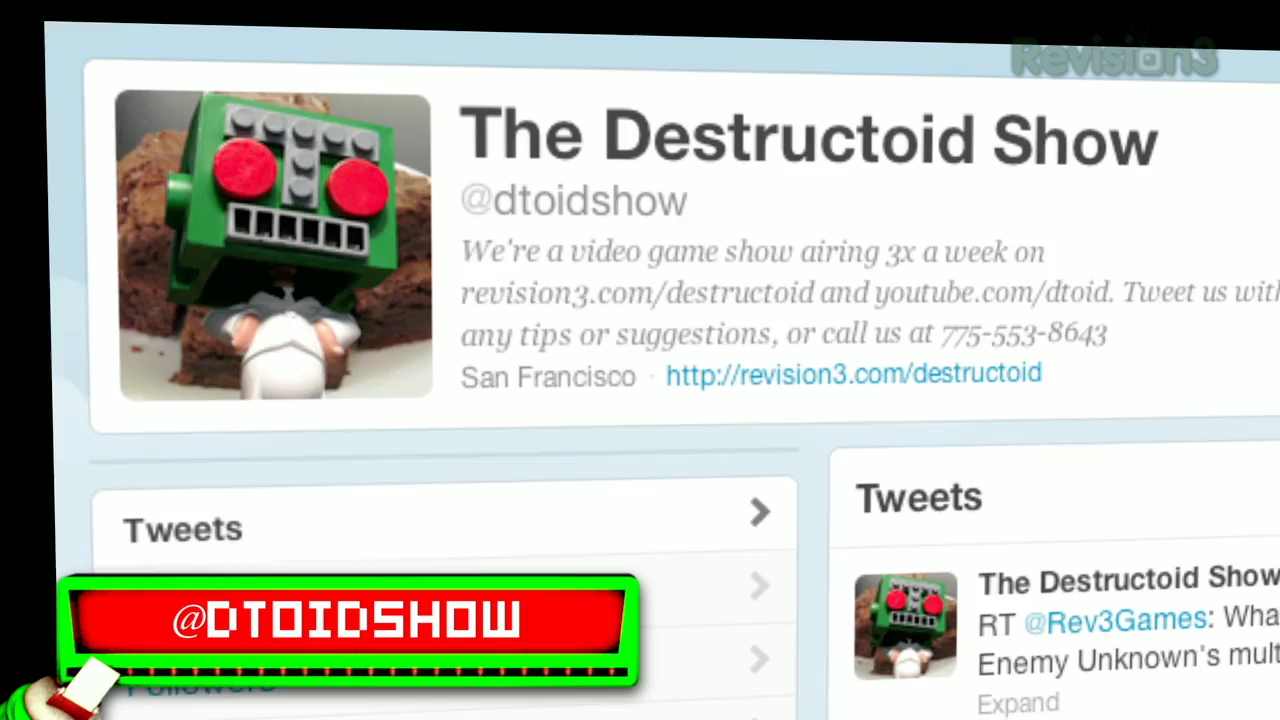 Revision3
The Destructoid Show
@dtoidshow
We're a video game show airing 3x a week on
revision3.com/destructoid and youtube.com/dtoid. Tweet us with
any tips or suggestions, or call us at 775-553-8643
San Francisco · http://revision3.com/destructoid
Tweets
Tweets
The Destructoid Show
RT @Rev3Games: Wha
Enemy Unknown's mult
Expand
@DTOIDSHOW
Followers